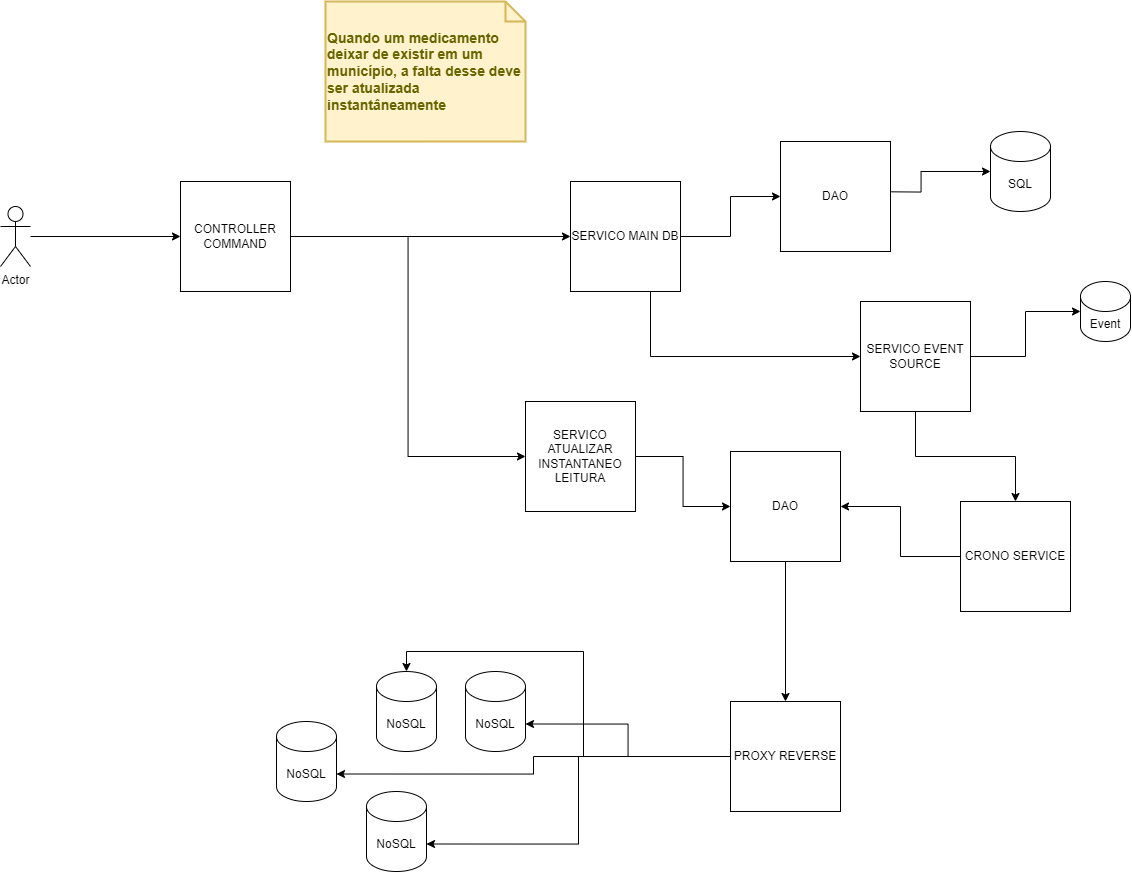 Quando um medicamento
deixar de existir em um
município, a falta desse deve
ser atualizada
instantâneamente
Actor
CONTROLLER
COMMAND
SERVICO MAIN DB
DAO
SQL
SERVICO EVENT
SOURCE
Event
SERVICO
ATUALIZAR
INSTANTANEO
LEITURA
DAO
CRONO SERVICE
NoSQL
NoSQL
NoSQL
NoSQL
PROXY REVERSE